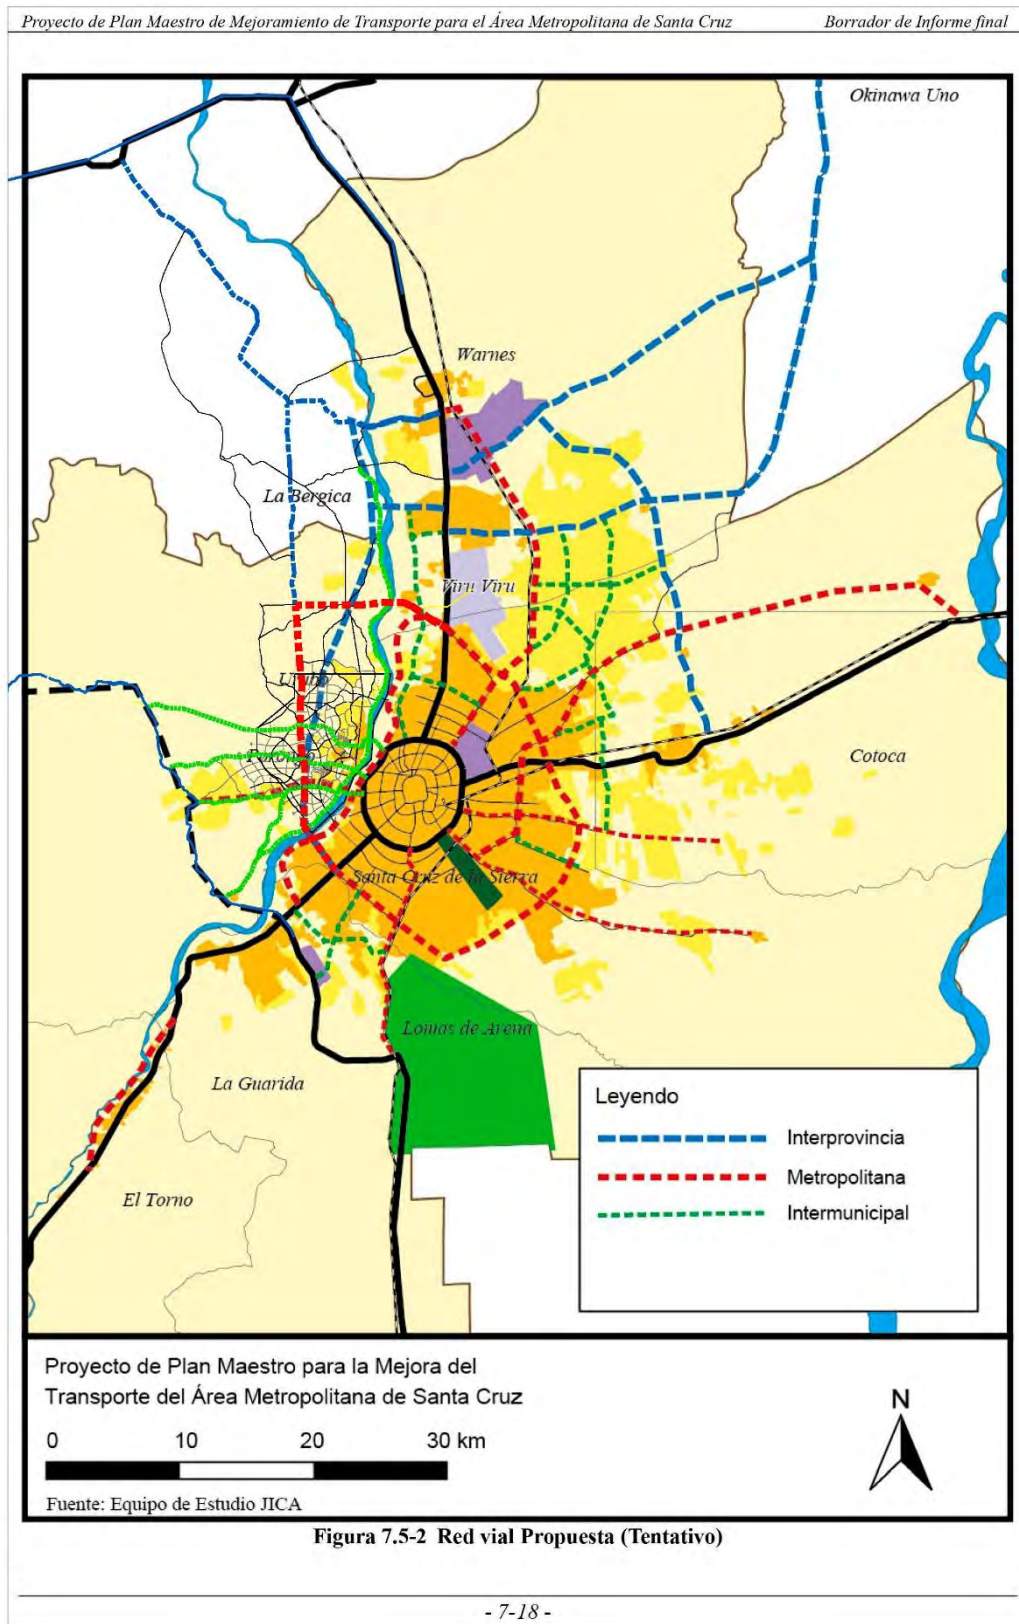 Proyecto de Plan Maestro de Mejoramiento de Transporte para el Área Metropolitana de Santa Cruz Borrador de Informe final
Okinawa Uno
Warnes
La Bergica
Viru Viru
Urubo
Cotoca
Santa Cruz de la Sierra
Lomas de Arena
La Guarida
El Torno
Leyendo
Interprovincia
Metropolitana
Intermunicipal
Proyecto de Plan Maestro para la Mejora del
Transporte del Área Metropolitana de Santa Cruz
0 10 20 30 km
N
Fuente: Equipo de Estudio JICA
Figura 7.5-2 Red vial Propuesta (Tentativo)
- 7-18 -